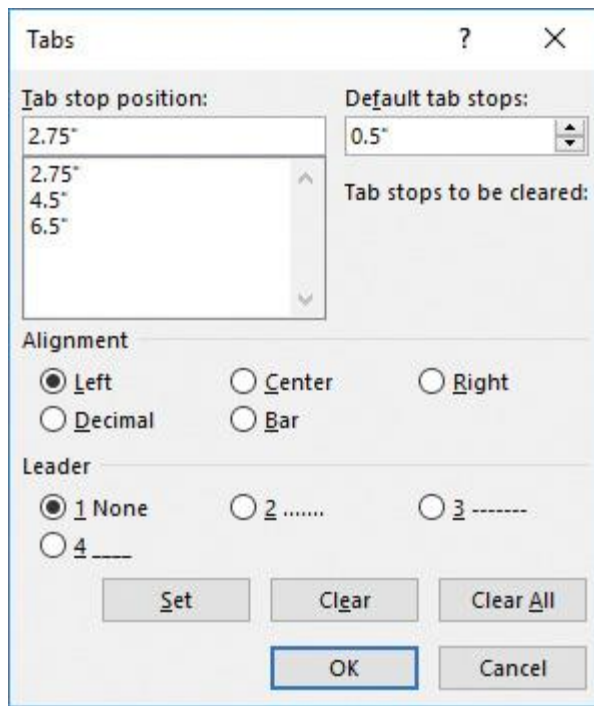 Tabs ? ×
Tab stop position: Default tab stops:
2.75" 0.5"
2.75"
4.5"
6.5"
Tab stops to be cleared:
Alignment
Left Center Right
Decimal Bar
Leader
1 None 2 ....... 3 -------
4 ____
Set Clear Clear All
OK Cancel